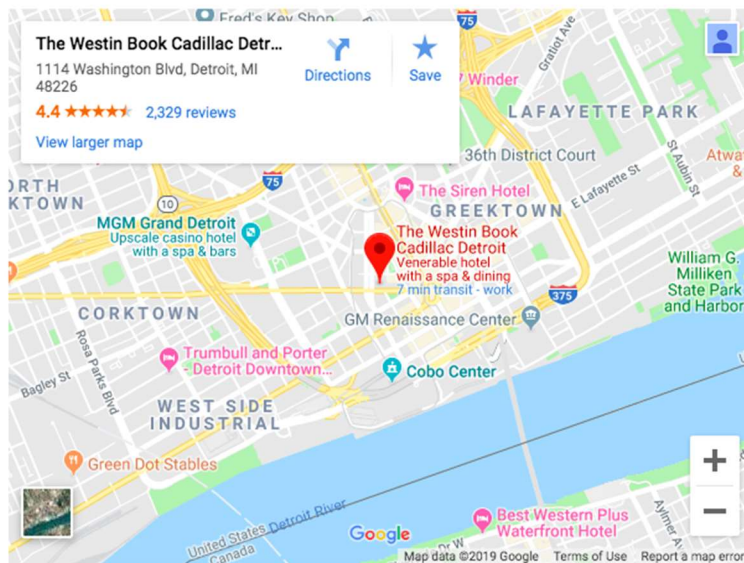 Fred's Key Shop
The Westin Book Cadillac Detr...
1114 Washington Blvd, Detroit, MI
48226
4.4
2,329 reviews
View larger map
Directions
Save
7 Winder
Gratiot Ave
75
LAFAYETTE PARK
36th District Court
St Aubin St
E Lafayette St
75
KTOWN
10
The Siren Hotel
GREEKTOWN
MGM Grand Detroit
Upscale casino hotel
with a spa & bars
The Westin Book
Cadillac Detroit
Venerable hotel
with a spa & dining
7 min transit - work
William G.
Milliken
State Park
and Harbor
375
CORKTOWN
GM Renaissance Center
Rosa Parks Blvd
Trumbull and Porter
- Detroit Downtown...
Cobo Center
Bagley St
WEST SIDE
INDUSTRIAL
Green Dot Stables
+
−
Detroit River
United States
Canada
Google
Best Western Plus
Waterfront Hotel
Aylmer Av
Dr W
Map data ©2019 Google
Terms of Use
Report a map error